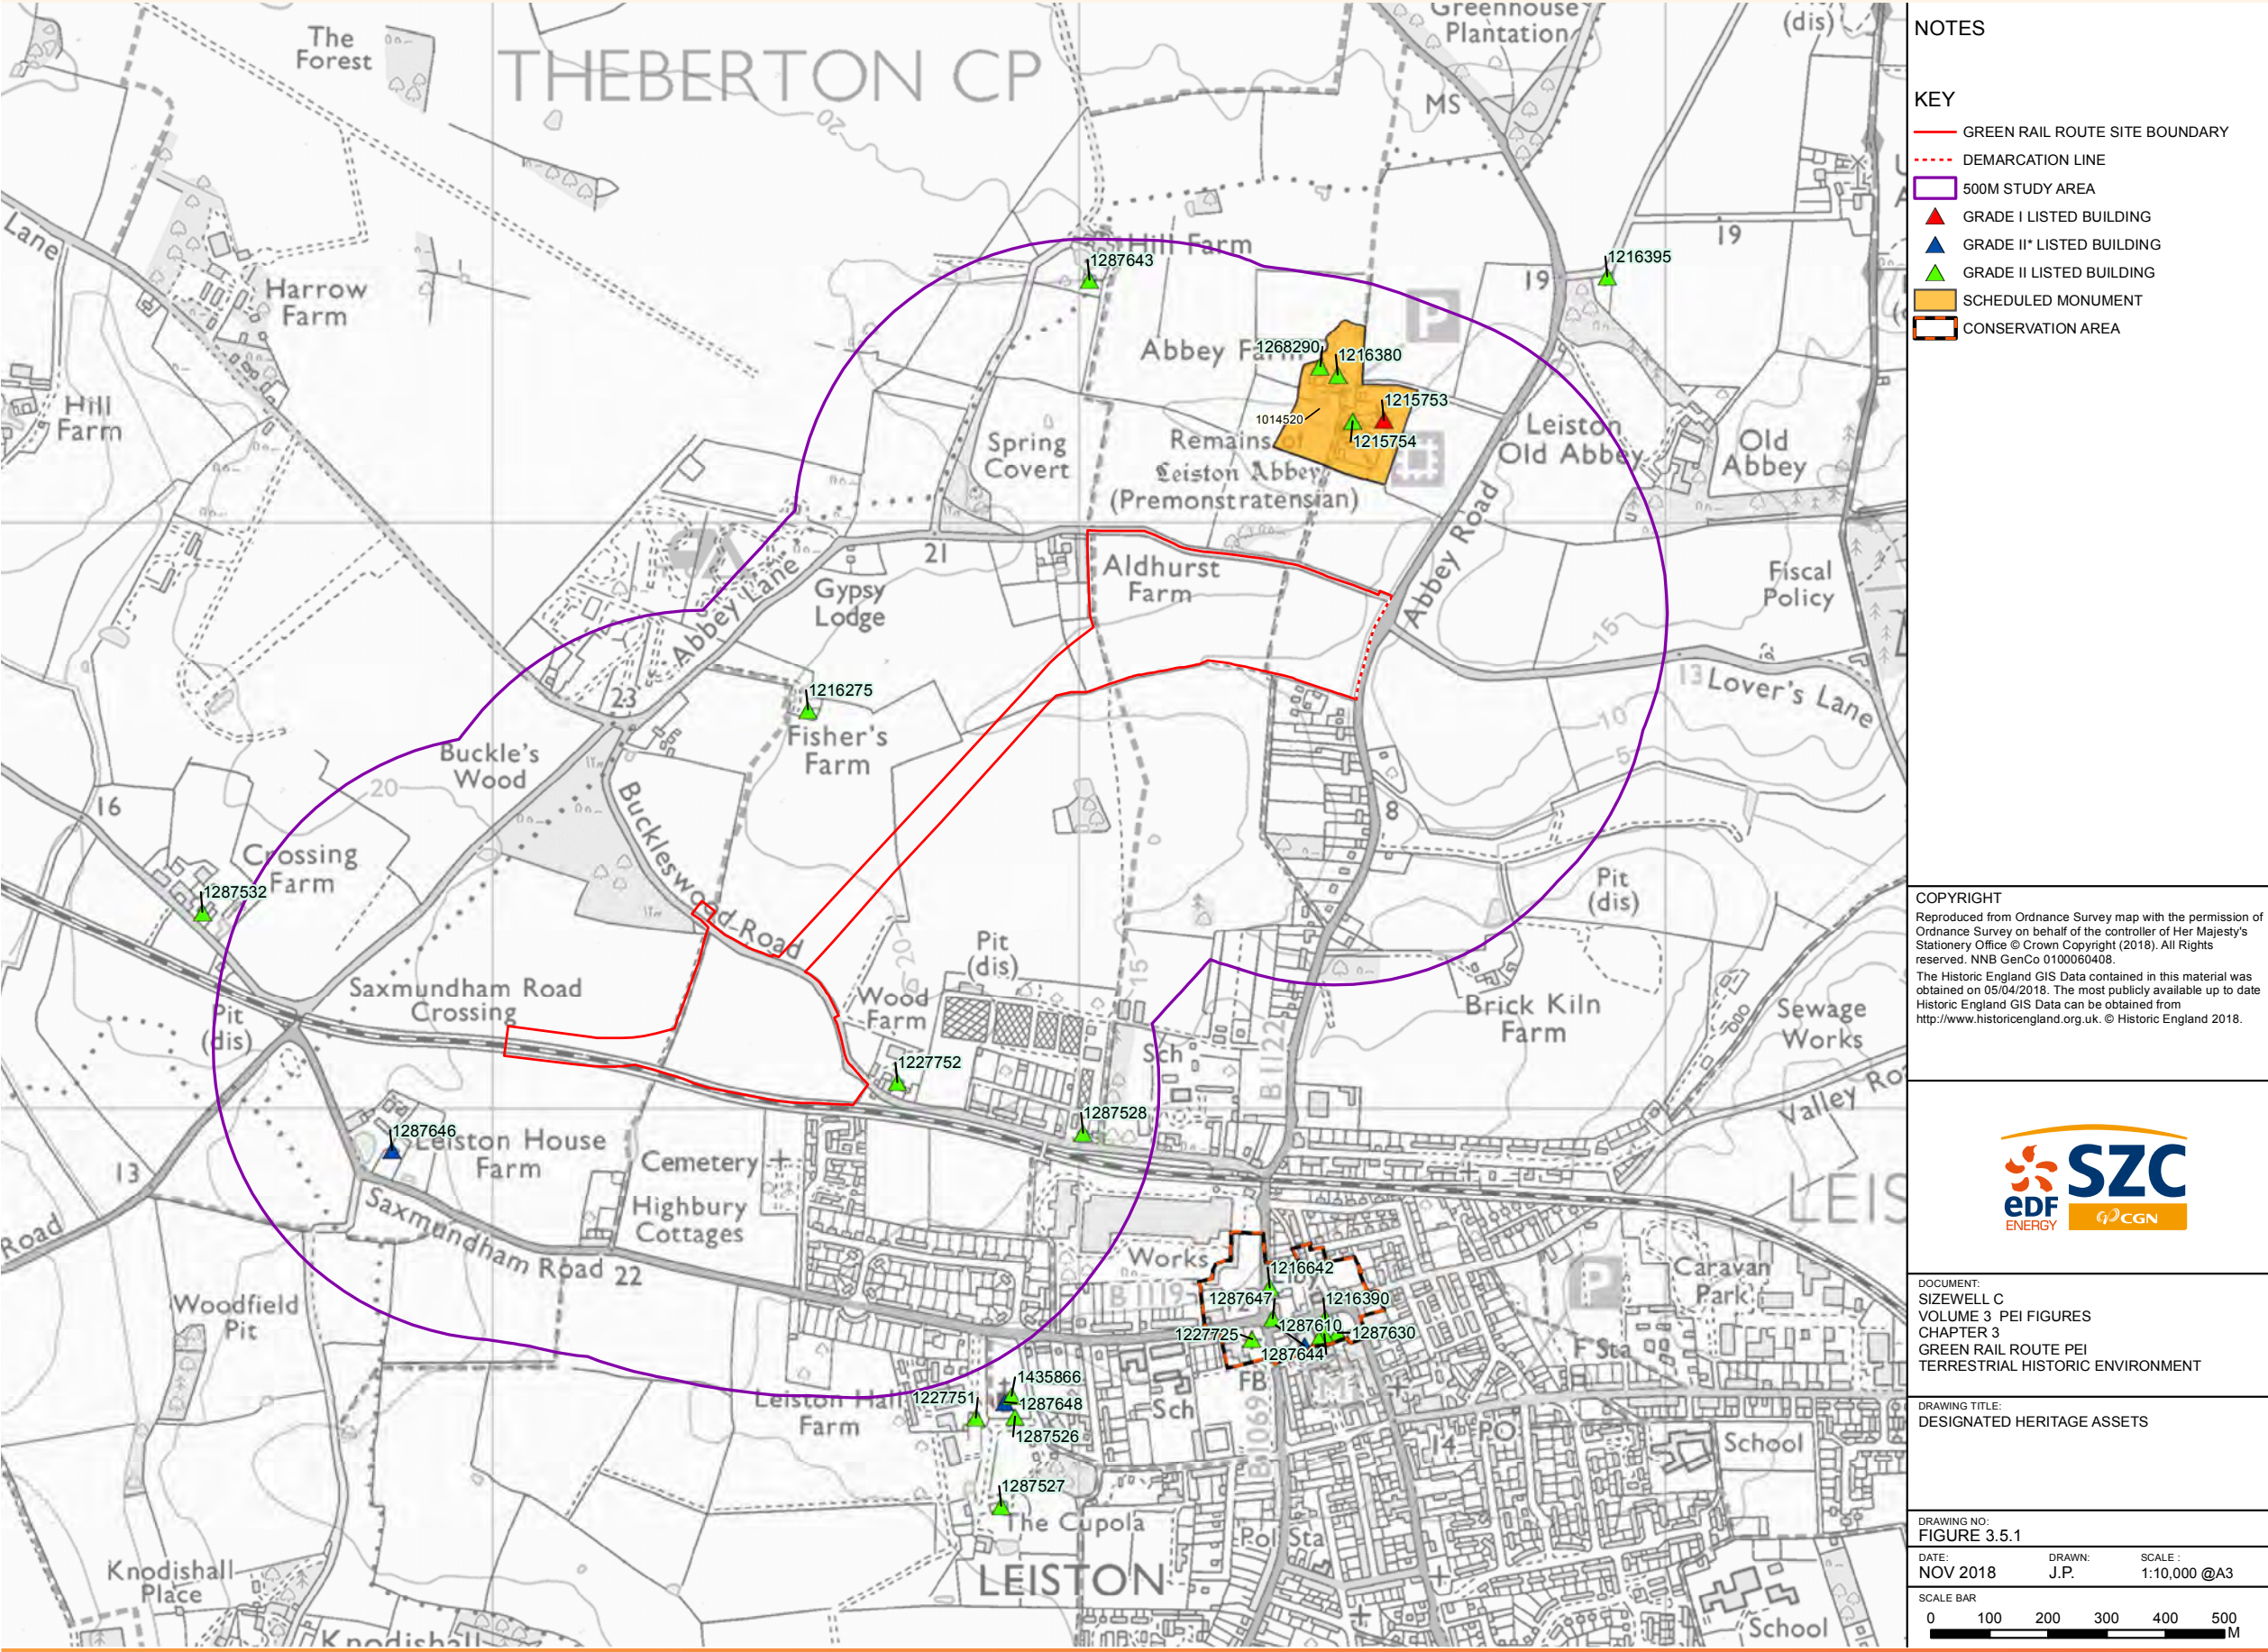 The
Forest
THEBERTON CP
20
Greenhouse
Plantation
(dis)
MS
Lane
Harrow
Farm
Hill Farm
1287643
19
1216395
19
Hill
Farm
Abbey Farm
1268290
1216380
1215753
1014520
1215754
Spring
Covert
Remains of
Leiston Abbey
(Premonstratensian)
Leiston
Old Abbey
Old
Abbey
Abbey Road
21
Gypsy
Lodge
Abbey Lane
Aldhurst
Farm
Fiscal
Policy
15
13
Lover's Lane
10
5
23
1216275
Fisher's
Farm
Buckle's
Wood
20
16
Buckleswood Road
8
Crossing
Farm
1287532
Pit
(dis)
Pit
(dis)
20
15
Saxmundham Road
Crossing
Pit
(dis)
Wood
Farm
Brick Kiln
Farm
Sewage
Works
1227752
Sch
B1122
Valley Ro
1287528
1287646
Leiston House
Farm
Cemetery
13
Highbury
Cottages
LEIS
Road
Saxmundham Road
22
Works
B1119
Liby
1216642
1287647
1216390
1287610
1287630
1227725
1287644
Caravan
Park
Woodfield
Pit
F Sta
FB
1435866
1227751
1287648
1287526
Leiston Hall
Farm
Sch
B1069
14
PO
School
1287527
The Cupola
Pol Sta
LEISTON
Knodishall
Place
Knodishall
School
NOTES
KEY
GREEN RAIL ROUTE SITE BOUNDARY
DEMARCATION LINE
500M STUDY AREA
GRADE I LISTED BUILDING
GRADE II* LISTED BUILDING
GRADE II LISTED BUILDING
SCHEDULED MONUMENT
CONSERVATION AREA
COPYRIGHT
Reproduced from Ordnance Survey map with the permission of
Ordnance Survey on behalf of the controller of Her Majesty's
Stationery Office © Crown Copyright (2018). All Rights
reserved. NNB GenCo 0100060408.
The Historic England GIS Data contained in this material was
obtained on 05/04/2018. The most publicly available up to date
Historic England GIS Data can be obtained from
http://www.historicengland.org.uk. © Historic England 2018.
eDF
ENERGY
SZC
CGN
DOCUMENT:
SIZEWELL C
VOLUME 3 PEI FIGURES
CHAPTER 3
GREEN RAIL ROUTE PEI
TERRESTRIAL HISTORIC ENVIRONMENT
DRAWING TITLE:
DESIGNATED HERITAGE ASSETS
DRAWING NO:
FIGURE 3.5.1
DATE: DRAWN: SCALE :
NOV 2018 J.P. 1:10,000 @A3
SCALE BAR
0 100 200 300 400 500
M